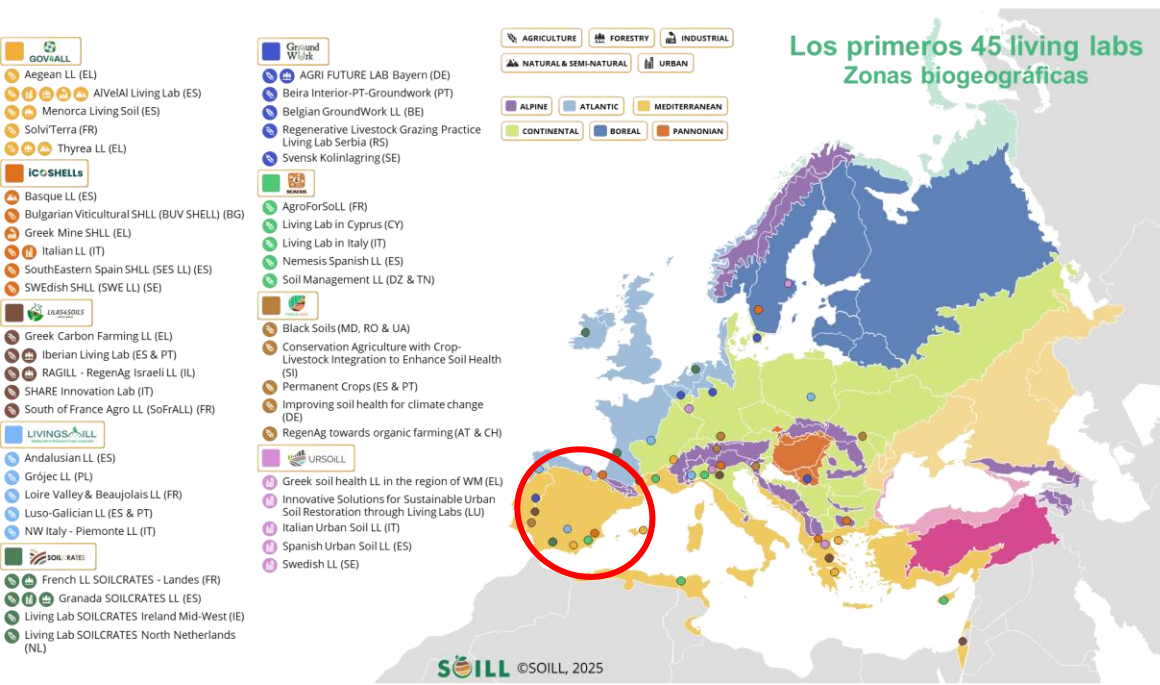 Los primeros 45 living labs
Zonas biogeográficas
GOV4ALL
Aegean LL (EL)
AlVelAl Living Lab (ES)
Menorca Living Soil (ES)
Solvi'Terra (FR)
Thyrea LL (EL)
iCOSHELLs
Basque LL (ES)
Bulgarian Viticultural SHLL (BUV SHELL) (BG)
Greek Mine SHLL (EL)
Italian LL (IT)
SouthEastern Spain SHLL (SES LL) (ES)
SWEdish SHLL (SWE LL) (SE)
LILAS4SOILS
Greek Carbon Farming LL (EL)
Iberian Living Lab (ES & PT)
RAGILL - RegenAg Israeli LL (IL)
SHARE Innovation Lab (IT)
South of France Agro LL (SoFrALL) (FR)
LIVINGSOILL
Andalusian LL (ES)
Grójec LL (PL)
Loire Valley & Beaujolais LL (FR)
Luso-Galician LL (ES & PT)
NW Italy - Piemonte LL (IT)
SOILCRATES
French LL SOILCRATES - Landes (FR)
Granada SOILCRATES LL (ES)
Living Lab SOILCRATES Ireland Mid-West (IE)
Living Lab SOILCRATES North Netherlands
(NL)
Ground
Work
AGRI FUTURE LAB Bayern (DE)
Beira Interior-PT-Groundwork (PT)
Belgian GroundWork LL (BE)
Regenerative Livestock Grazing Practice
Living Lab Serbia (RS)
Svensk Kolinlagring (SE)
NEMESIS
AgroForSoLL (FR)
Living Lab in Cyprus (CY)
Living Lab in Italy (IT)
Nemesis Spanish LL (ES)
Soil Management LL (DZ & TN)
Black Soils (MD, RO & UA)
Conservation Agriculture with Crop-
Livestock Integration to Enhance Soil Health
(SI)
Permanent Crops (ES & PT)
Improving soil health for climate change
(DE)
RegenAg towards organic farming (AT & CH)
URSOiLL
Greek soil health LL in the region of WM (EL)
Innovative Solutions for Sustainable Urban
Soil Restoration through Living Labs (LU)
Italian Urban Soil LL (IT)
Spanish Urban Soil LL (ES)
Swedish LL (SE)
AGRICULTURE
FORESTRY
INDUSTRIAL
NATURAL & SEMI-NATURAL
URBAN
ALPINE
ATLANTIC
MEDITERRANEAN
CONTINENTAL
BOREAL
PANNONIAN
SOILL ©SOILL, 2025